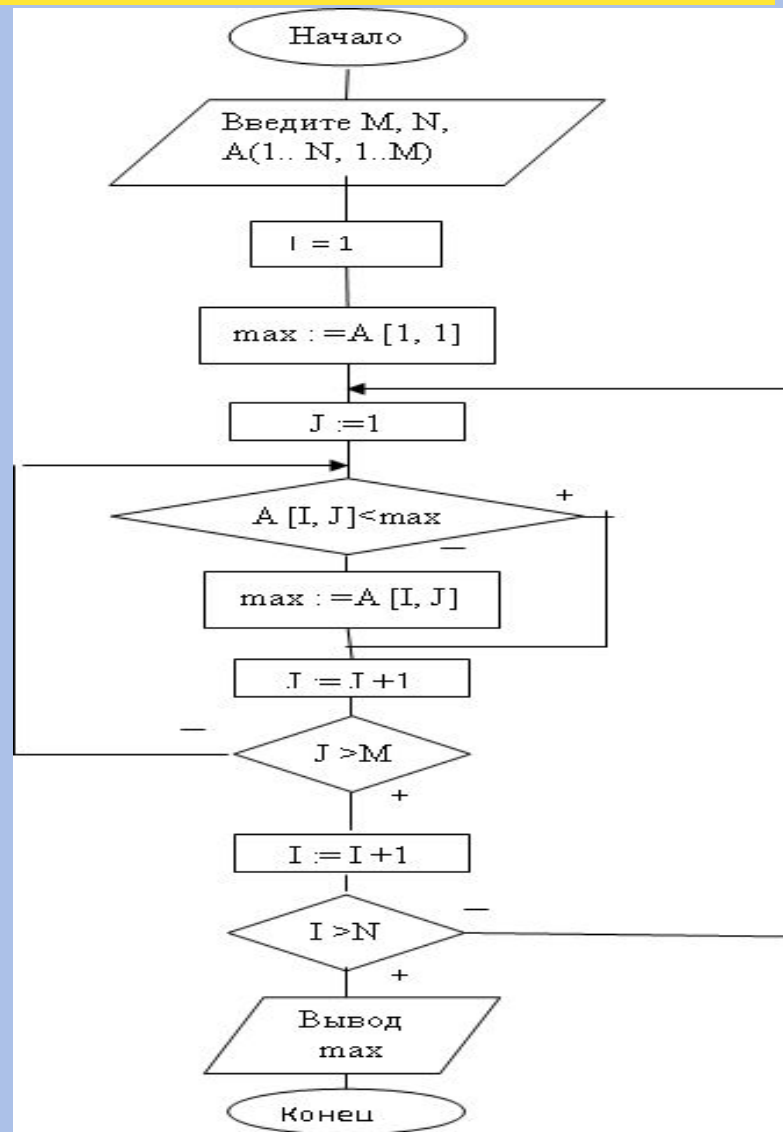 Начало
Введите M, N,
A(1.. N, 1..M)
I = 1
max : =A [1, 1]
J :=1
A [I, J]<max
+
—
max : =A [I, J]
J := J +1
—
J >M
+
I := I +1
I >N
—
+
Вывод
max
Конец